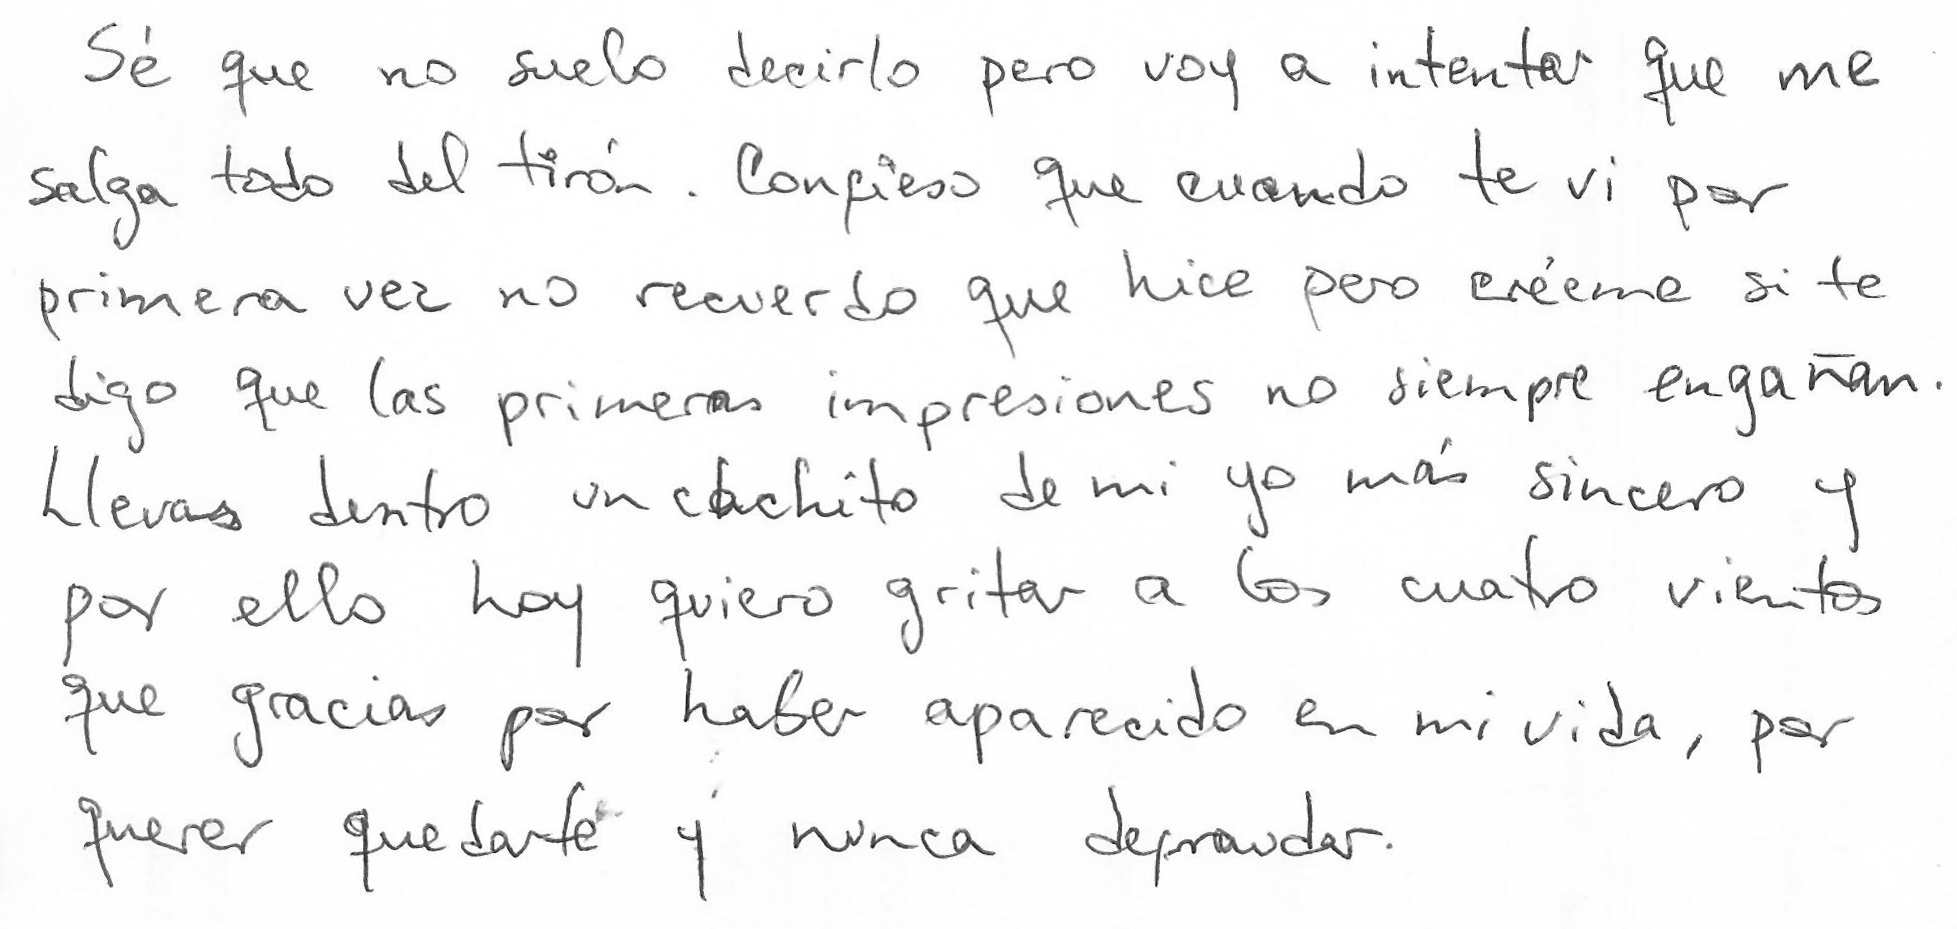 Sé que no suelo decirlo pero voy a intentar que me
salga todo del tirón. Confieso que cuando te vi por
primera vez no recuerdo que hice pero créeme si te
digo que las primeras impresiones no siempre engañan.
Llevas dentro un cachito de mi yo más sincero y
por ello hoy quiero gritar a los cuatro vientos
que gracias por haber aparecido en mi vida, por
querer quedarte y nunca defraudar.